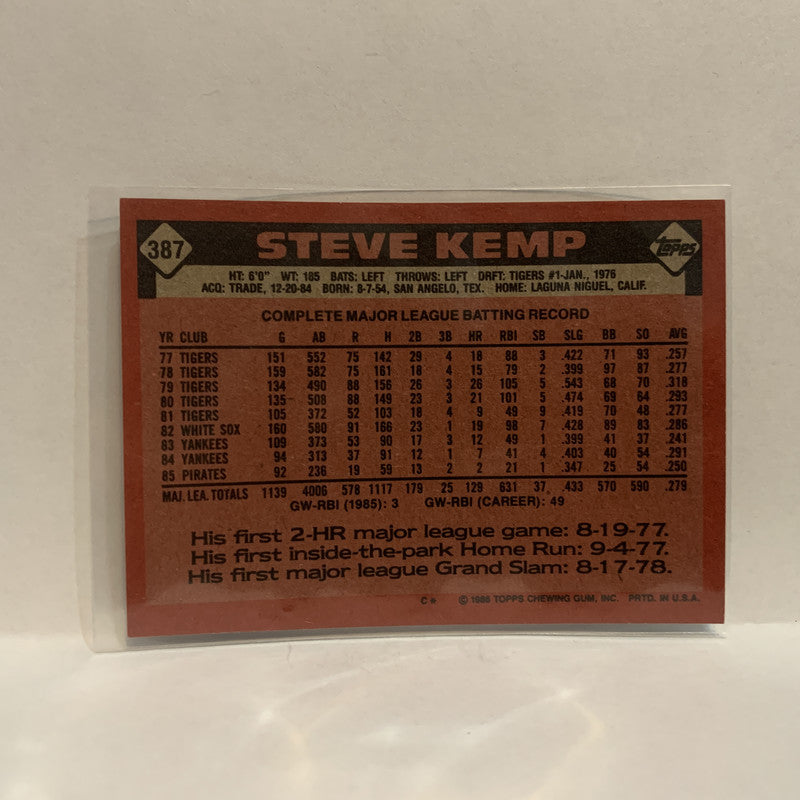 387 STEVE KEMP Topps
HT: 6'0" WT: 185 BATS: LEFT THROWS: LEFT DRFT: TIGERS #1-JAN., 1976
ACQ: TRADE, 12-20-84 BORN: 8-7-54, SAN ANGELO, TEX. HOME: LAGUNA NIGUEL, CALIF.
COMPLETE MAJOR LEAGUE BATTING RECORD
YR CLUB G AB R H 2B 3B HR RBI SB SLG BB SO AVG
77 TIGERS 151 552 75 142 29 4 18 88 3 .422 71 93 .257
78 TIGERS 159 582 75 161 18 4 15 79 2 .399 97 87 .277
79 TIGERS 134 490 88 156 26 3 26 105 5 .543 68 70 .318
80 TIGERS 135 508 88 149 23 3 21 101 5 .474 69 64 .293
81 TIGERS 105 372 52 103 18 4 9 49 9 .419 70 48 .277
82 WHITE SOX 160 580 91 166 23 1 19 98 7 .428 89 83 .286
83 YANKEES 109 373 53 90 17 3 12 49 1 .399 41 37 .241
84 YANKEES 94 313 37 91 12 1 7 41 4 .403 40 54 .291
85 PIRATES 92 236 19 59 13 2 2 21 1 .347 25 54 .250
MAJ. LEA. TOTALS 1139 4006 578 1117 179 25 129 631 37 .433 570 590 .279
GW-RBI (1985): 3 GW-RBI (CAREER): 49
His first 2-HR major league game: 8-19-77.
His first inside-the-park Home Run: 9-4-77.
His first major league Grand Slam: 8-17-78.
C* © 1986 TOPPS CHEWING GUM, INC. PRTD. IN U.S.A.